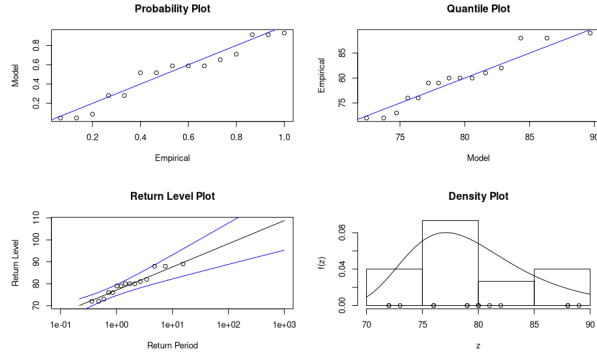 Probability Plot
Model
0.2 0.4 0.6 0.8
0.2 0.4 0.6 0.8 1.0
Empirical
Quantile Plot
Empirical
75 80 85
75 80 85 90
Model
Return Level Plot
Return Level
70 80 90 100 110
1e-01 1e+00 1e+01 1e+02 1e+03
Return Period
Density Plot
f(z)
0.00 0.04 0.08
70 75 80 85 90
z